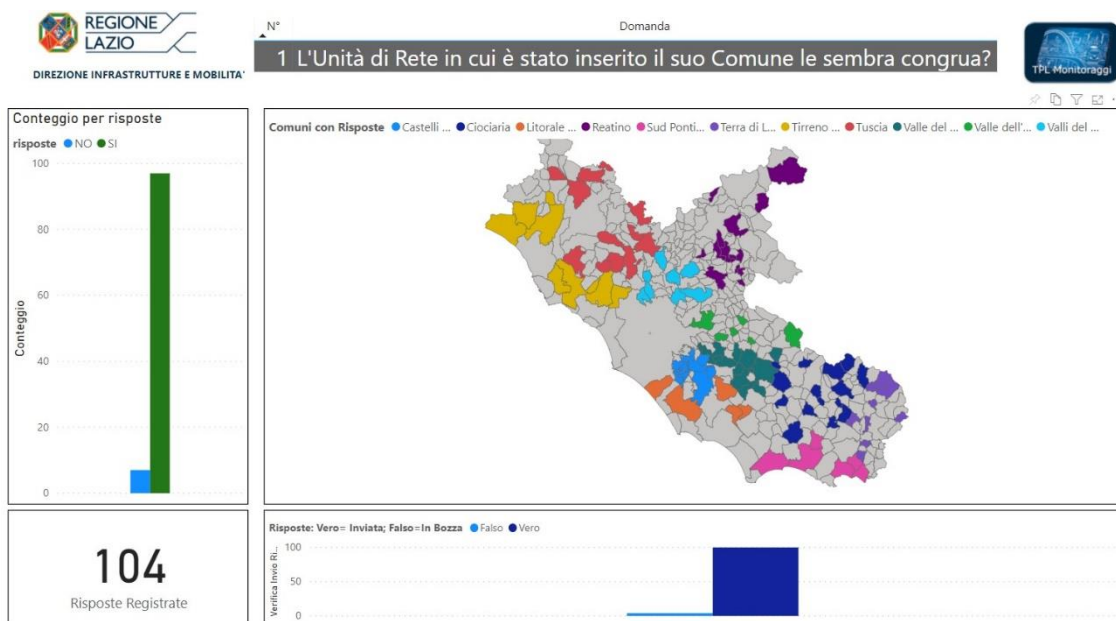 REGIONE
LAZIO
DIREZIONE INFRASTRUTTURE E MOBILITA'
N°
Domanda
1 L'Unità di Rete in cui è stato inserito il suo Comune le sembra congrua?
TPL Monitoraggi
Conteggio per risposte
risposte NO SI
100
80
60
40
20
0
Conteggio
Comuni con Risposte Castelli ... Ciociaria Litorale ... Reatino Sud Ponti... Terra di L... Tirreno ... Tuscia Valle del ... Valle dell'... Valli del ...
104
Risposte Registrate
Risposte: Vero= Inviata; Falso=In Bozza Falso Vero
Verifica Invio Ri...
100
50
0